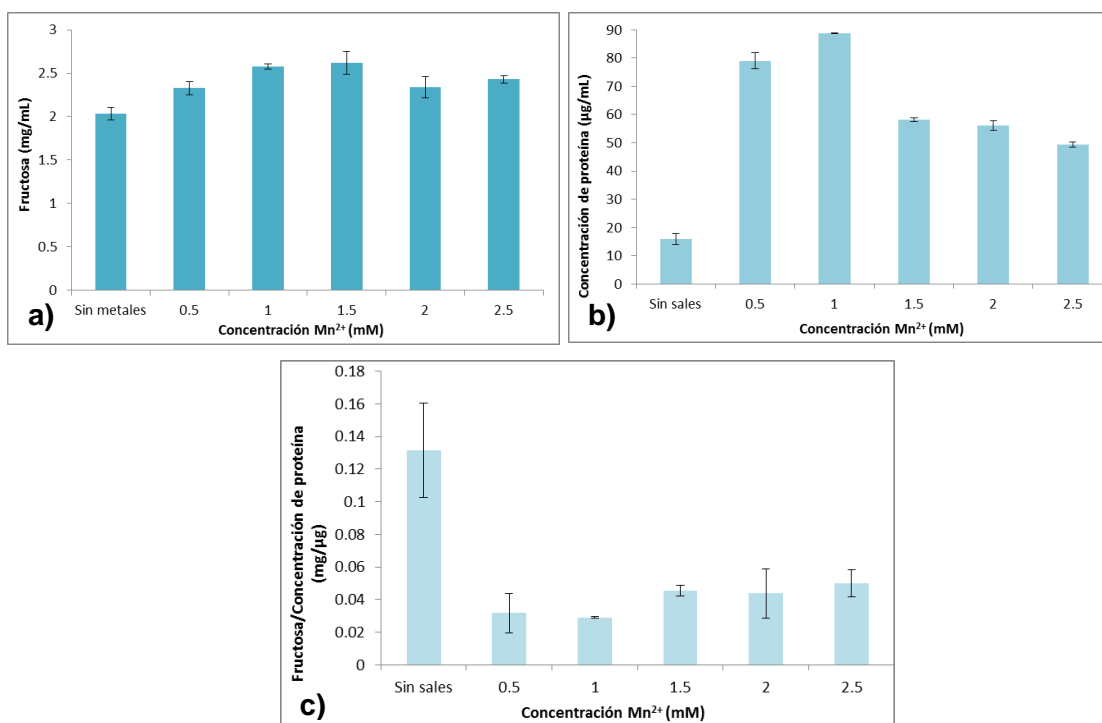 3
2.5
2
1.5
1
0.5
0
Fructosa (mg/mL)
Sin metales 0.5 1 1.5 2 2.5
Concentración Mn²⁺ (mM)
a)
90
80
70
60
50
40
30
20
10
0
Concentración de proteína (µg/mL)
Sin sales 0.5 1 1.5 2 2.5
Concentración Mn²⁺ (mM)
b)
0.18
0.16
0.14
0.12
0.1
0.08
0.06
0.04
0.02
0
Fructosa/Concentración de proteína
(mg/µg)
Sin sales 0.5 1 1.5 2 2.5
Concentración Mn²⁺ (mM)
c)